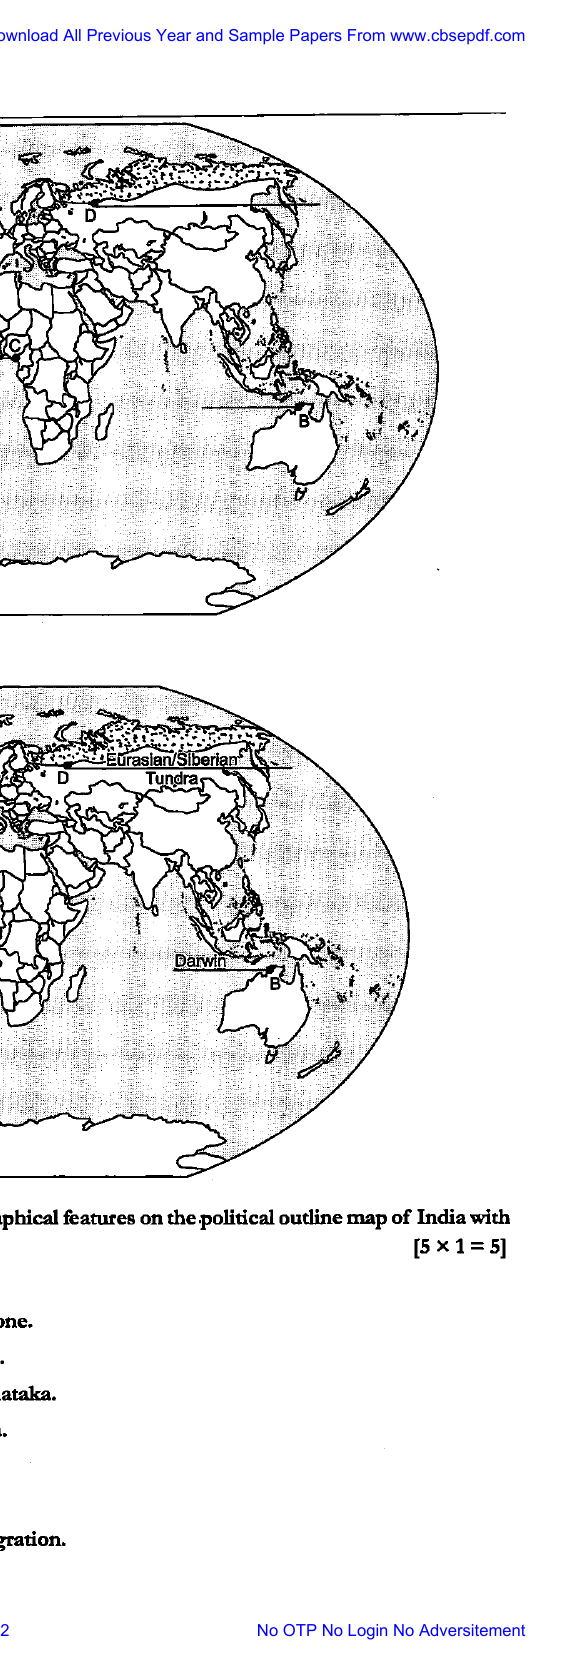 ownload All Previous Year and Sample Papers From www.cbsepdf.com
D
C
B
Eurasian/Siberian
D
Tundra
Darwin
B
aphical features on the political outline map of India with
[5 × 1 = 5]
one.
.
ataka.
.
gration.
2
No OTP No Login No Adversitement